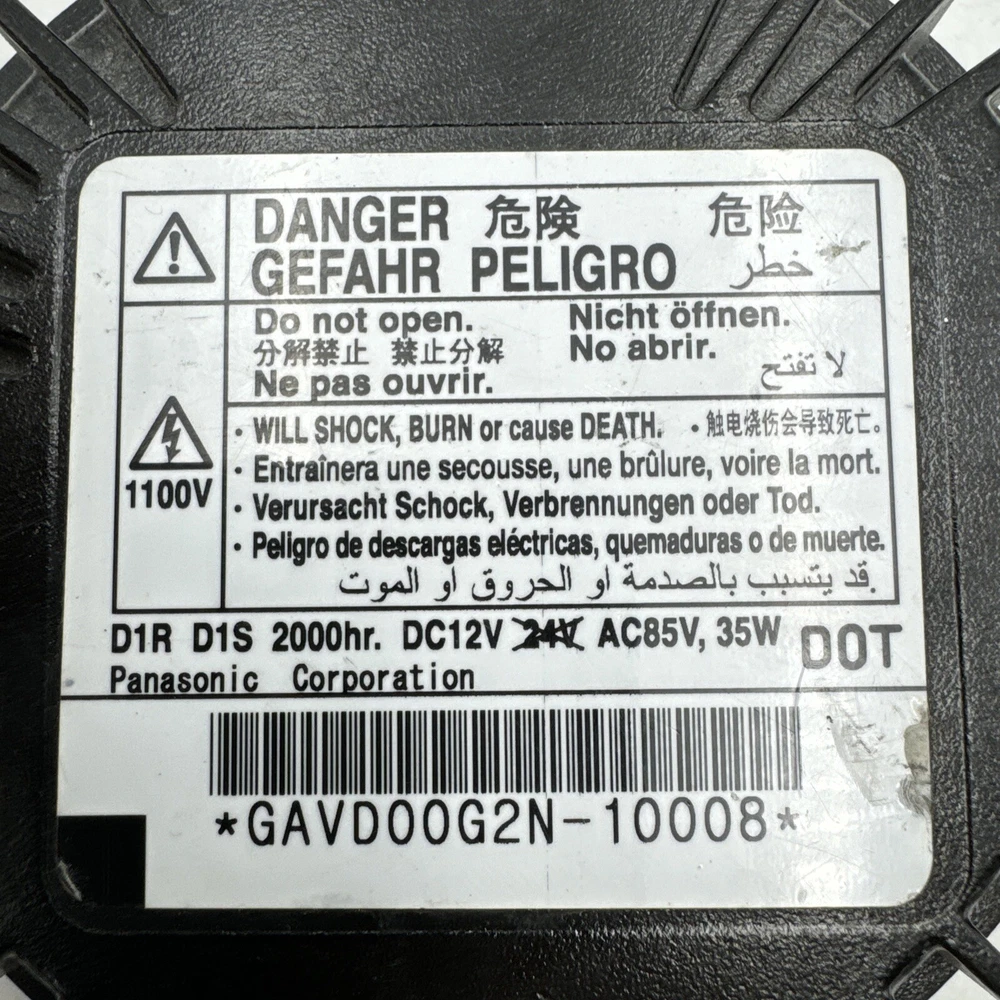 DANGER 危険 危险
GEFAHR PELIGRO خطر
Do not open. Nicht öffnen.
分解禁止 禁止分解 No abrir.
Ne pas ouvrir. لا تفتح
1100V
· WILL SHOCK, BURN or cause DEATH. · 触电烧伤会导致死亡。
· Entraînera une secousse, une brûlure, voire la mort.
· Verursacht Schock, Verbrennungen oder Tod.
· Peligro de descargas eléctricas, quemaduras o de muerte.
قد يتسبب بالصدمة او الحروق او الموت.
D1R D1S 2000hr. DC12V 24V AC85V, 35W DOT
Panasonic Corporation
*GAVD00G2N-10008*